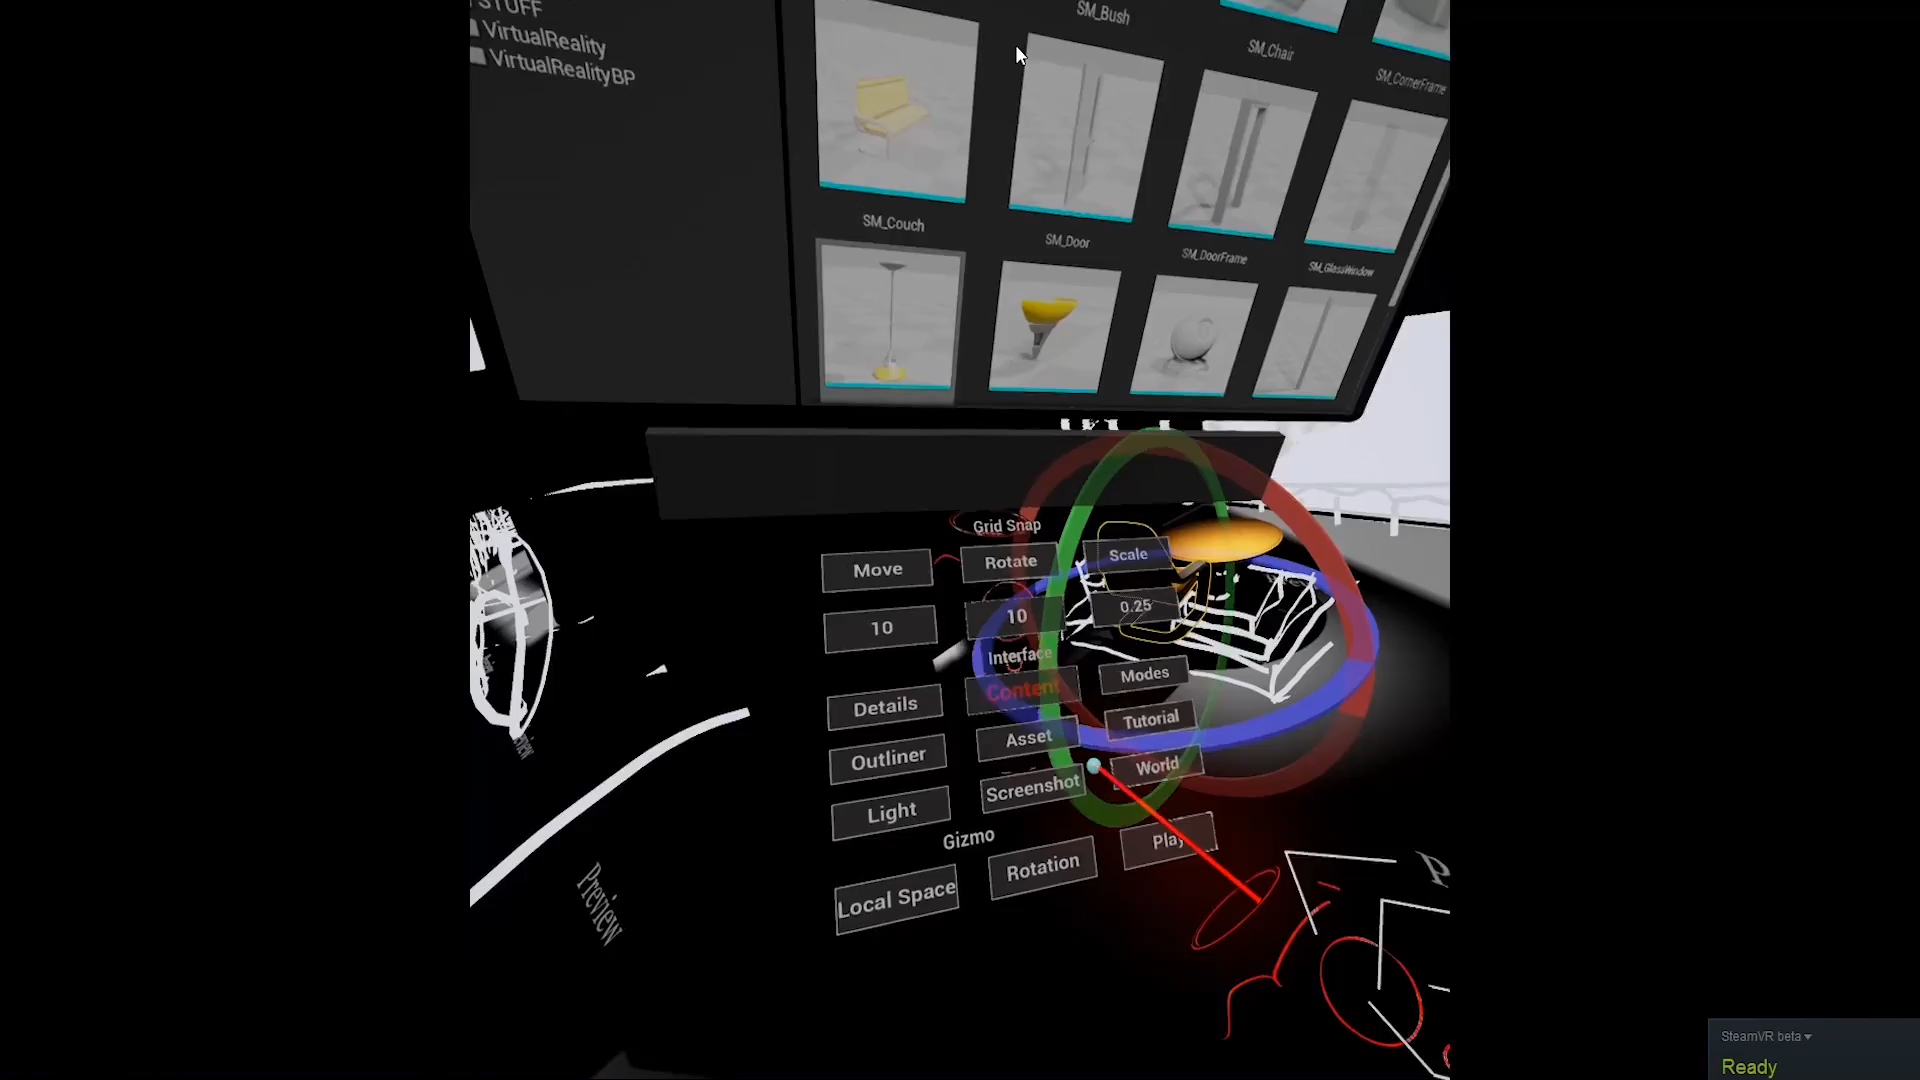 STUFF
VirtualReality
VirtualRealityBP
SM_Bush
SM_Chair
SM_CornerFrame
SM_Couch
SM_Door
SM_DoorFrame
SM_GlassWindow
Grid Snap
Move
Rotate
Scale
10
10
0.25
Interface
Details
Content
Modes
Outliner
Asset
Tutorial
Light
Screenshot
World
Gizmo
Local Space
Rotation
Play
Preview
SteamVR beta
Ready